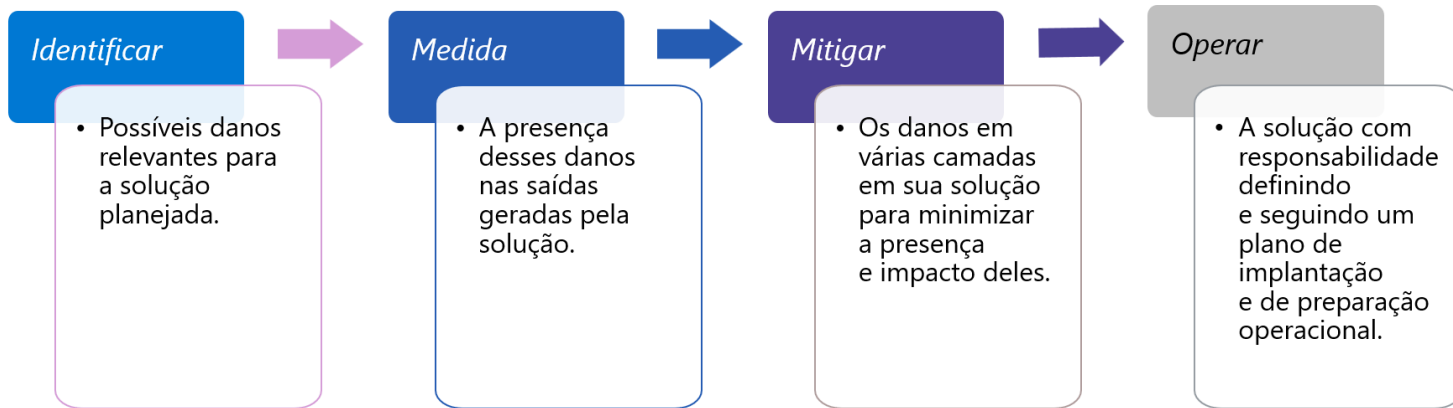 Identificar
• Possíveis danos
relevantes para
a solução
planejada.
Medida
• A presença
desses danos
nas saídas
geradas pela
solução.
Mitigar
• Os danos em
várias camadas
em sua solução
para minimizar
a presença
e impacto deles.
Operar
• A solução com
responsabilidade
definindo
e seguindo um
plano de
implantação
e de preparação
operacional.